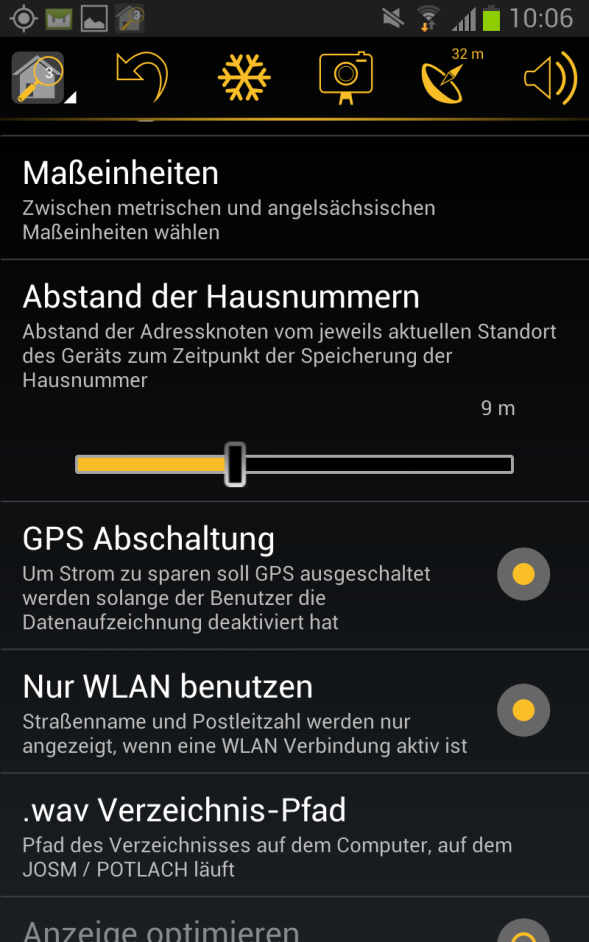 10:06
3
32 m
Maßeinheiten
Zwischen metrischen und angelsächsischen
Maßeinheiten wählen
Abstand der Hausnummern
Abstand der Adressknoten vom jeweils aktuellen Standort
des Geräts zum Zeitpunkt der Speicherung der
Hausnummer
9 m
GPS Abschaltung
Um Strom zu sparen soll GPS ausgeschaltet
werden solange der Benutzer die
Datenaufzeichnung deaktiviert hat
Nur WLAN benutzen
Straßenname und Postleitzahl werden nur
angezeigt, wenn eine WLAN Verbindung aktiv ist
.wav Verzeichnis-Pfad
Pfad des Verzeichnisses auf dem Computer, auf dem
JOSM / POTLACH läuft
Anzeige optimieren